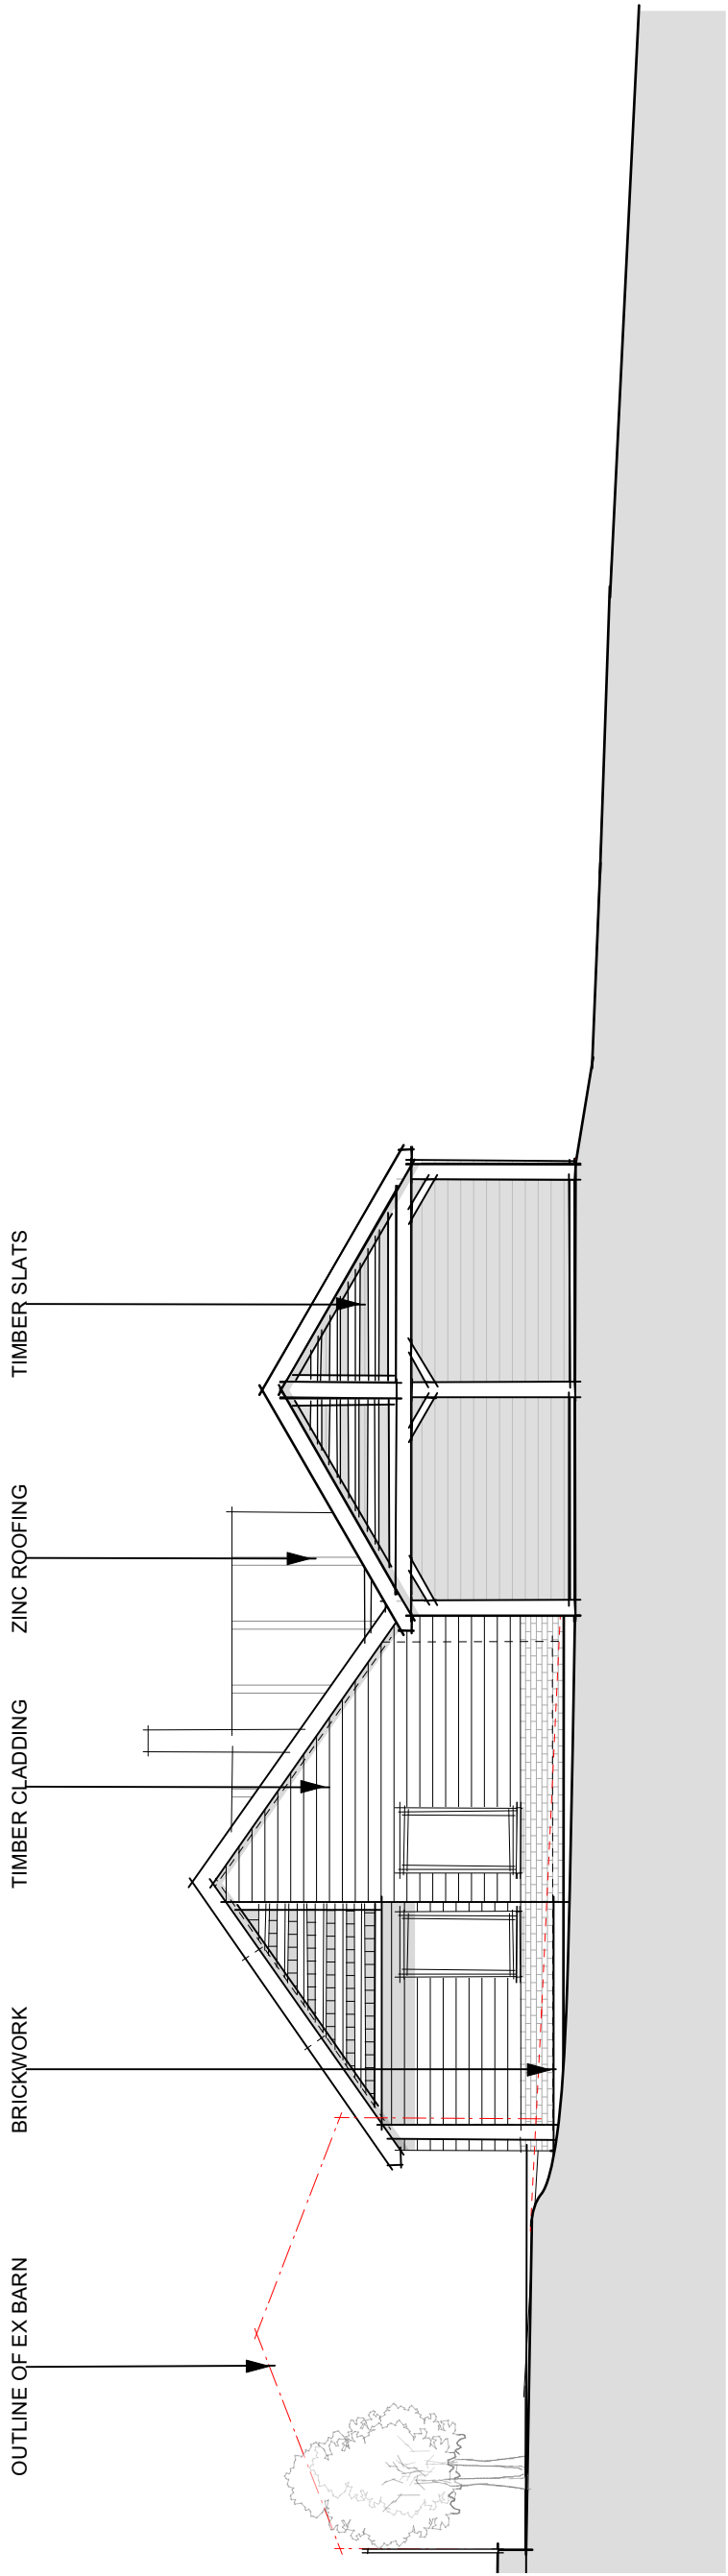 OUTLINE OF EX BARN
BRICKWORK
TIMBER CLADDING
ZINC ROOFING
TIMBER SLATS